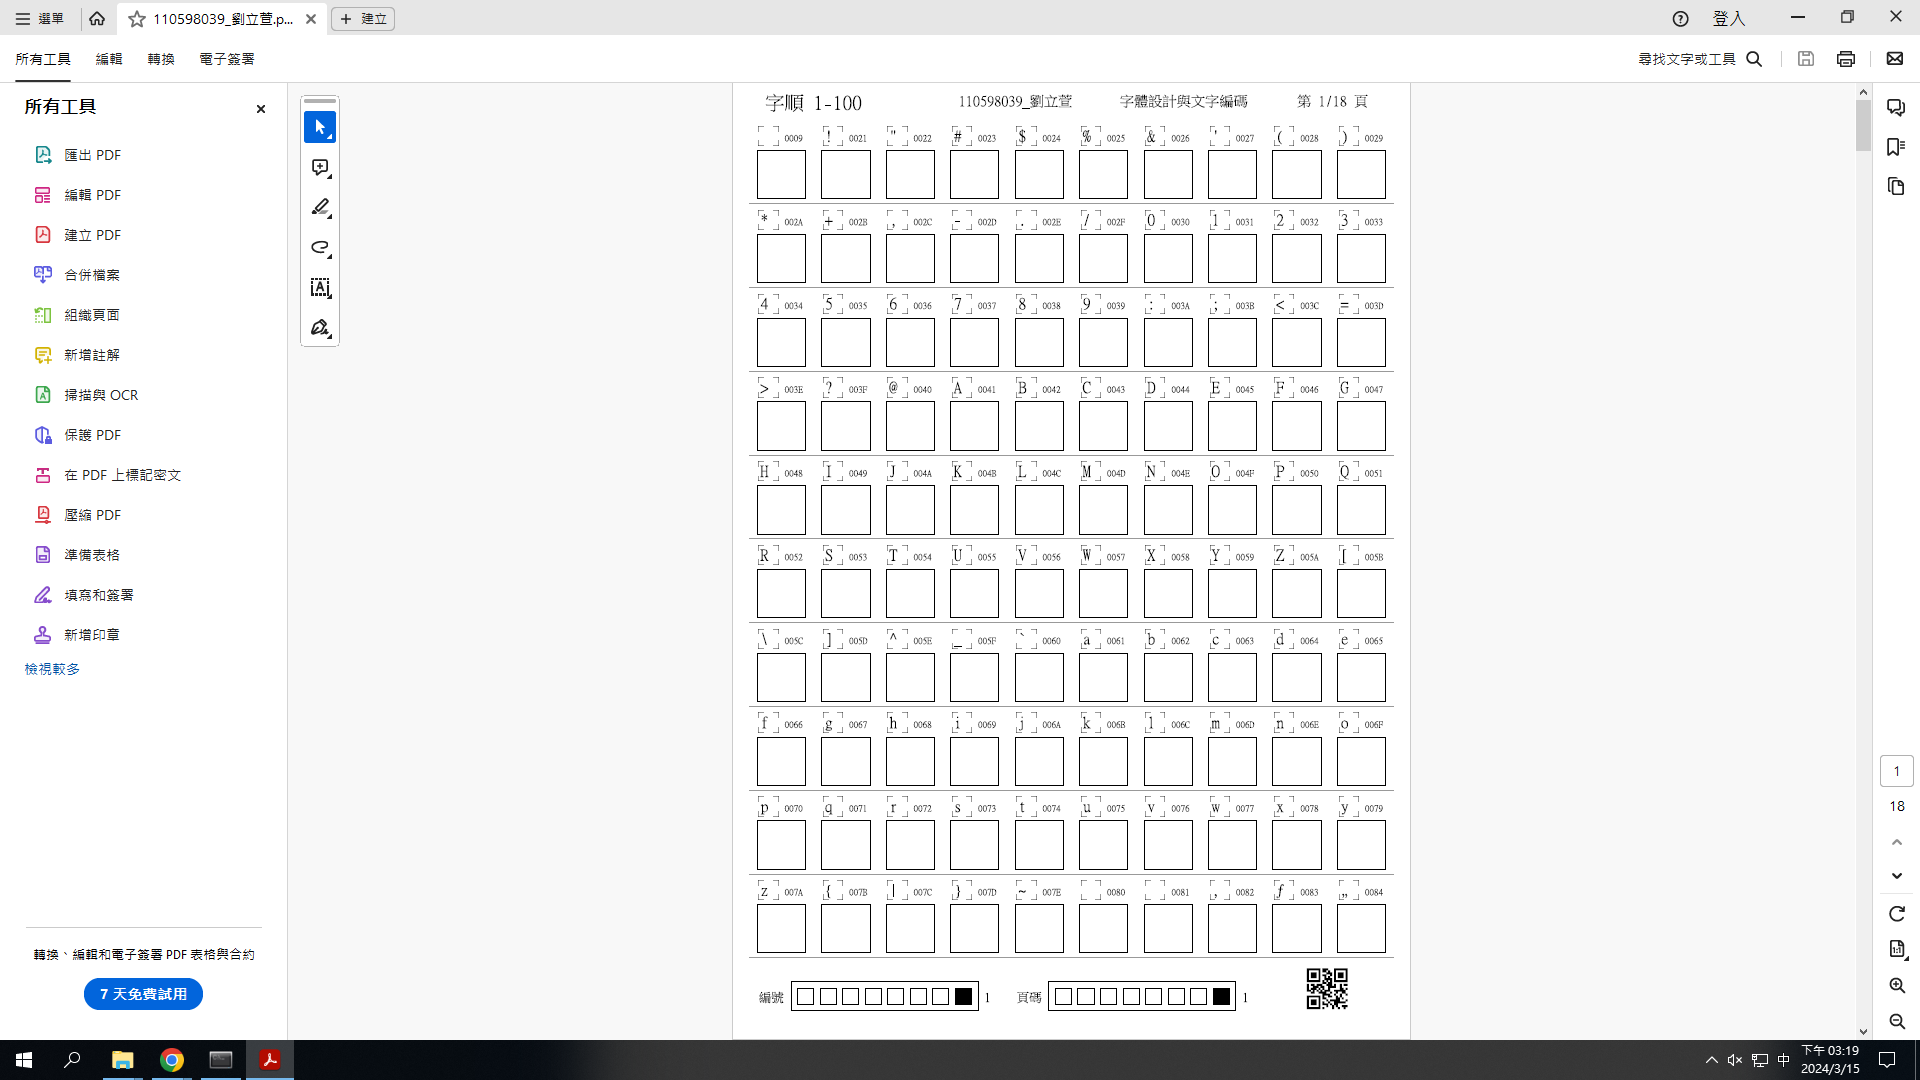 選單 110598039_劉立萱.p... 建立 登入
所有工具 編輯 轉換 電子簽署 尋找文字或工具
所有工具
匯出 PDF
編輯 PDF
建立 PDF
合併檔案
組織頁面
新增註解
掃描與 OCR
保護 PDF
在 PDF 上標記密文
壓縮 PDF
準備表格
填寫和簽署
新增印章
檢視較多
轉換、編輯和電子簽署 PDF 表格與合約
7 天免費試用
字順 1-100 110598039_劉立萱 字體設計與文字編碼 第 1/18 頁
0009 ! 0021 " 0022 # 0023 $ 0024 % 0025 & 0026 ' 0027 ( 0028 ) 0029
* 002A + 002B , 002C - 002D . 002E / 002F 0 0030 1 0031 2 0032 3 0033
4 0034 5 0035 6 0036 7 0037 8 0038 9 0039 : 003A ; 003B < 003C = 003D
> 003E ? 003F @ 0040 A 0041 B 0042 C 0043 D 0044 E 0045 F 0046 G 0047
H 0048 I 0049 J 004A K 004B L 004C M 004D N 004E O 004F P 0050 Q 0051
R 0052 S 0053 T 0054 U 0055 V 0056 W 0057 X 0058 Y 0059 Z 005A [ 005B
\ 005C ] 005D ^ 005E _ 005F ` 0060 a 0061 b 0062 c 0063 d 0064 e 0065
f 0066 g 0067 h 0068 i 0069 j 006A k 006B l 006C m 006D n 006E o 006F
p 0070 q 0071 r 0072 s 0073 t 0074 u 0075 v 0076 w 0077 x 0078 y 0079
z 007A { 007B | 007C } 007D ~ 007E 0080 0081 ‚ 0082 ƒ 0083 „ 0084
編號 1 頁碼 1
1
18
中
下午 03:19
2024/3/15